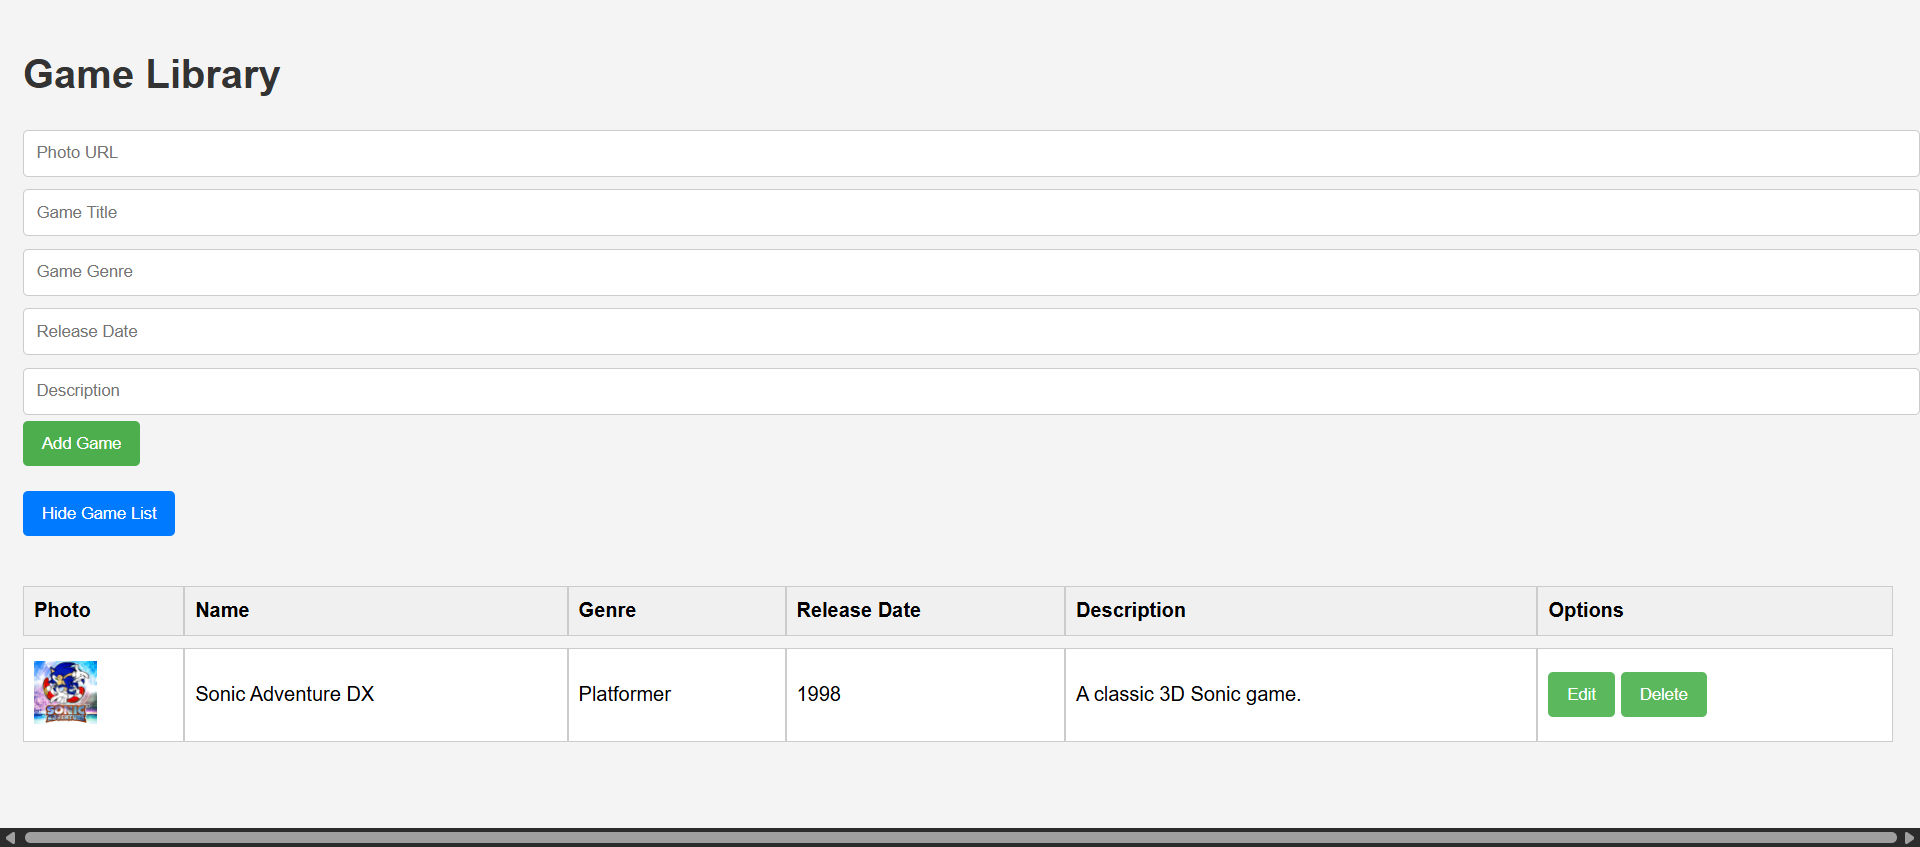 Game Library
Photo URL
Game Title
Game Genre
Release Date
Description
Add Game
Hide Game List
Photo Name Genre Release Date Description Options
SONIC ADVENTURE
Sonic Adventure DX Platformer 1998 A classic 3D Sonic game. Edit Delete